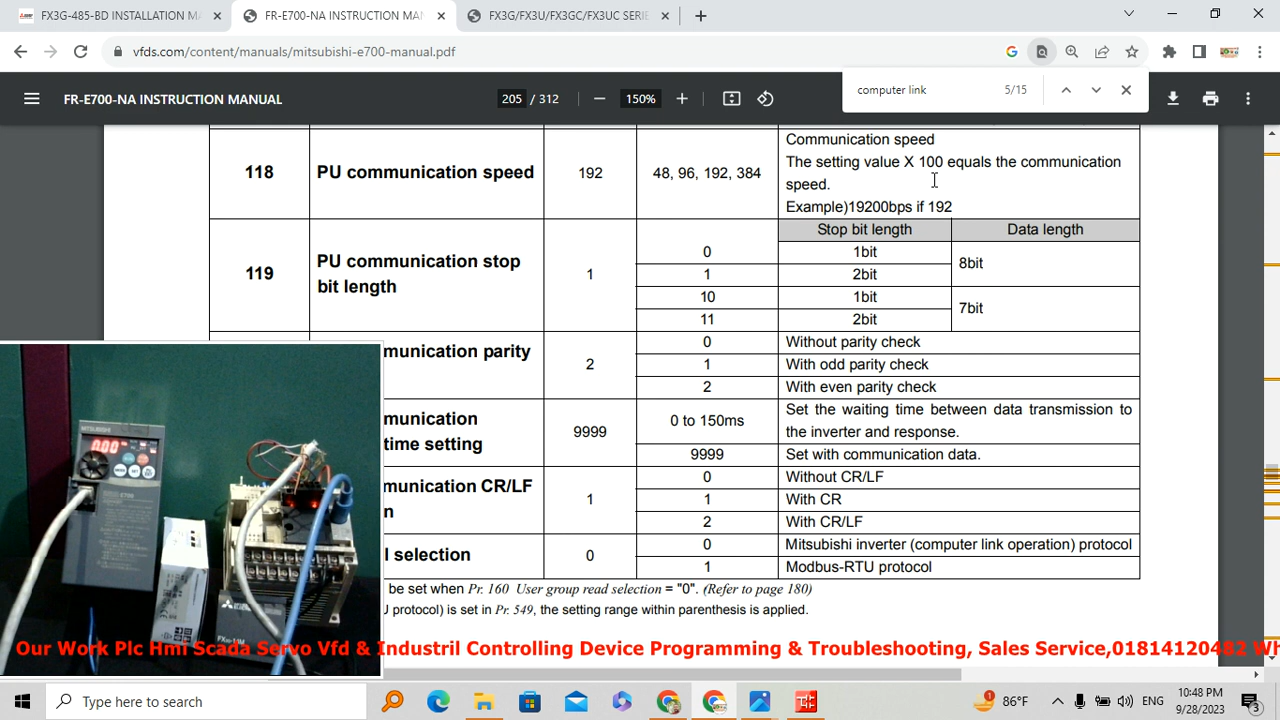 FX3G-485-BD INSTALLATION MA
FR-E700-NA INSTRUCTION MAN
FX3G/FX3U/FX3GC/FX3UC SERIE
vfds.com/content/manuals/mitsubishi-e700-manual.pdf
computer link 5/15
FR-E700-NA INSTRUCTION MANUAL 205 / 312 150%
118 PU communication speed 192 48, 96, 192, 384
Communication speed
The setting value X 100 equals the communication
speed.
Example)19200bps if 192
119 PU communication stop
bit length
1
Stop bit length Data length
0 1bit
8bit
1 2bit
10 1bit
7bit
11 2bit
munication parity
2
0 Without parity check
1 With odd parity check
2 With even parity check
munication
time setting
9999
0 to 150ms Set the waiting time between data transmission to
the inverter and response.
9999 Set with communication data.
munication CR/LF
n
1
0 Without CR/LF
1 With CR
2 With CR/LF
l selection 0
0 Mitsubishi inverter (computer link operation) protocol
1 Modbus-RTU protocol
be set when Pr. 160 User group read selection = "0". (Refer to page 180)
U protocol) is set in Pr. 549, the setting range within parenthesis is applied.
MITSUBISHI
0.00
E700
MITSUBISHI
Our Work Plc Hmi Scada Servo Vfd & Industril Controlling Device Programming & Troubleshooting, Sales Service,01814120482 Wh
Type here to search
86°F
ENG
10:48 PM
9/28/2023
3